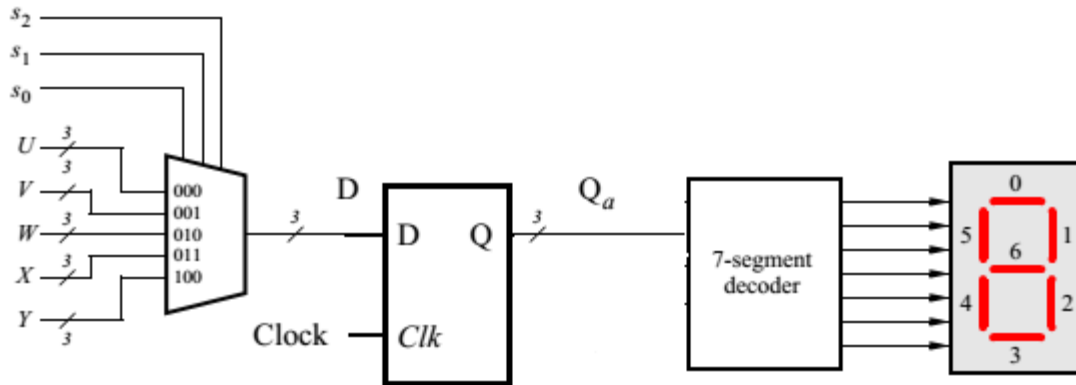 s2
s1
s0
U 3
V 3
W 3
X 3
Y 3
000
001
010
011
100
3 D
D Q
Clock Clk
3 Qa
7-segment
decoder
0
5 1
6
4 2
3